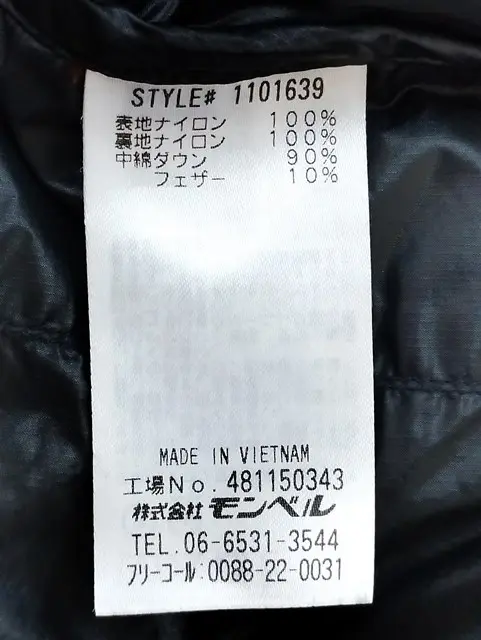 STYLE# 1101639
表地ナイロン 100%
裏地ナイロン 100%
中綿ダウン 90%
フェザー 10%
MADE IN VIETNAM
工場No. 481150343
株式会社モンベル
TEL.06-6531-3544
フリーコール:0088-22-0031